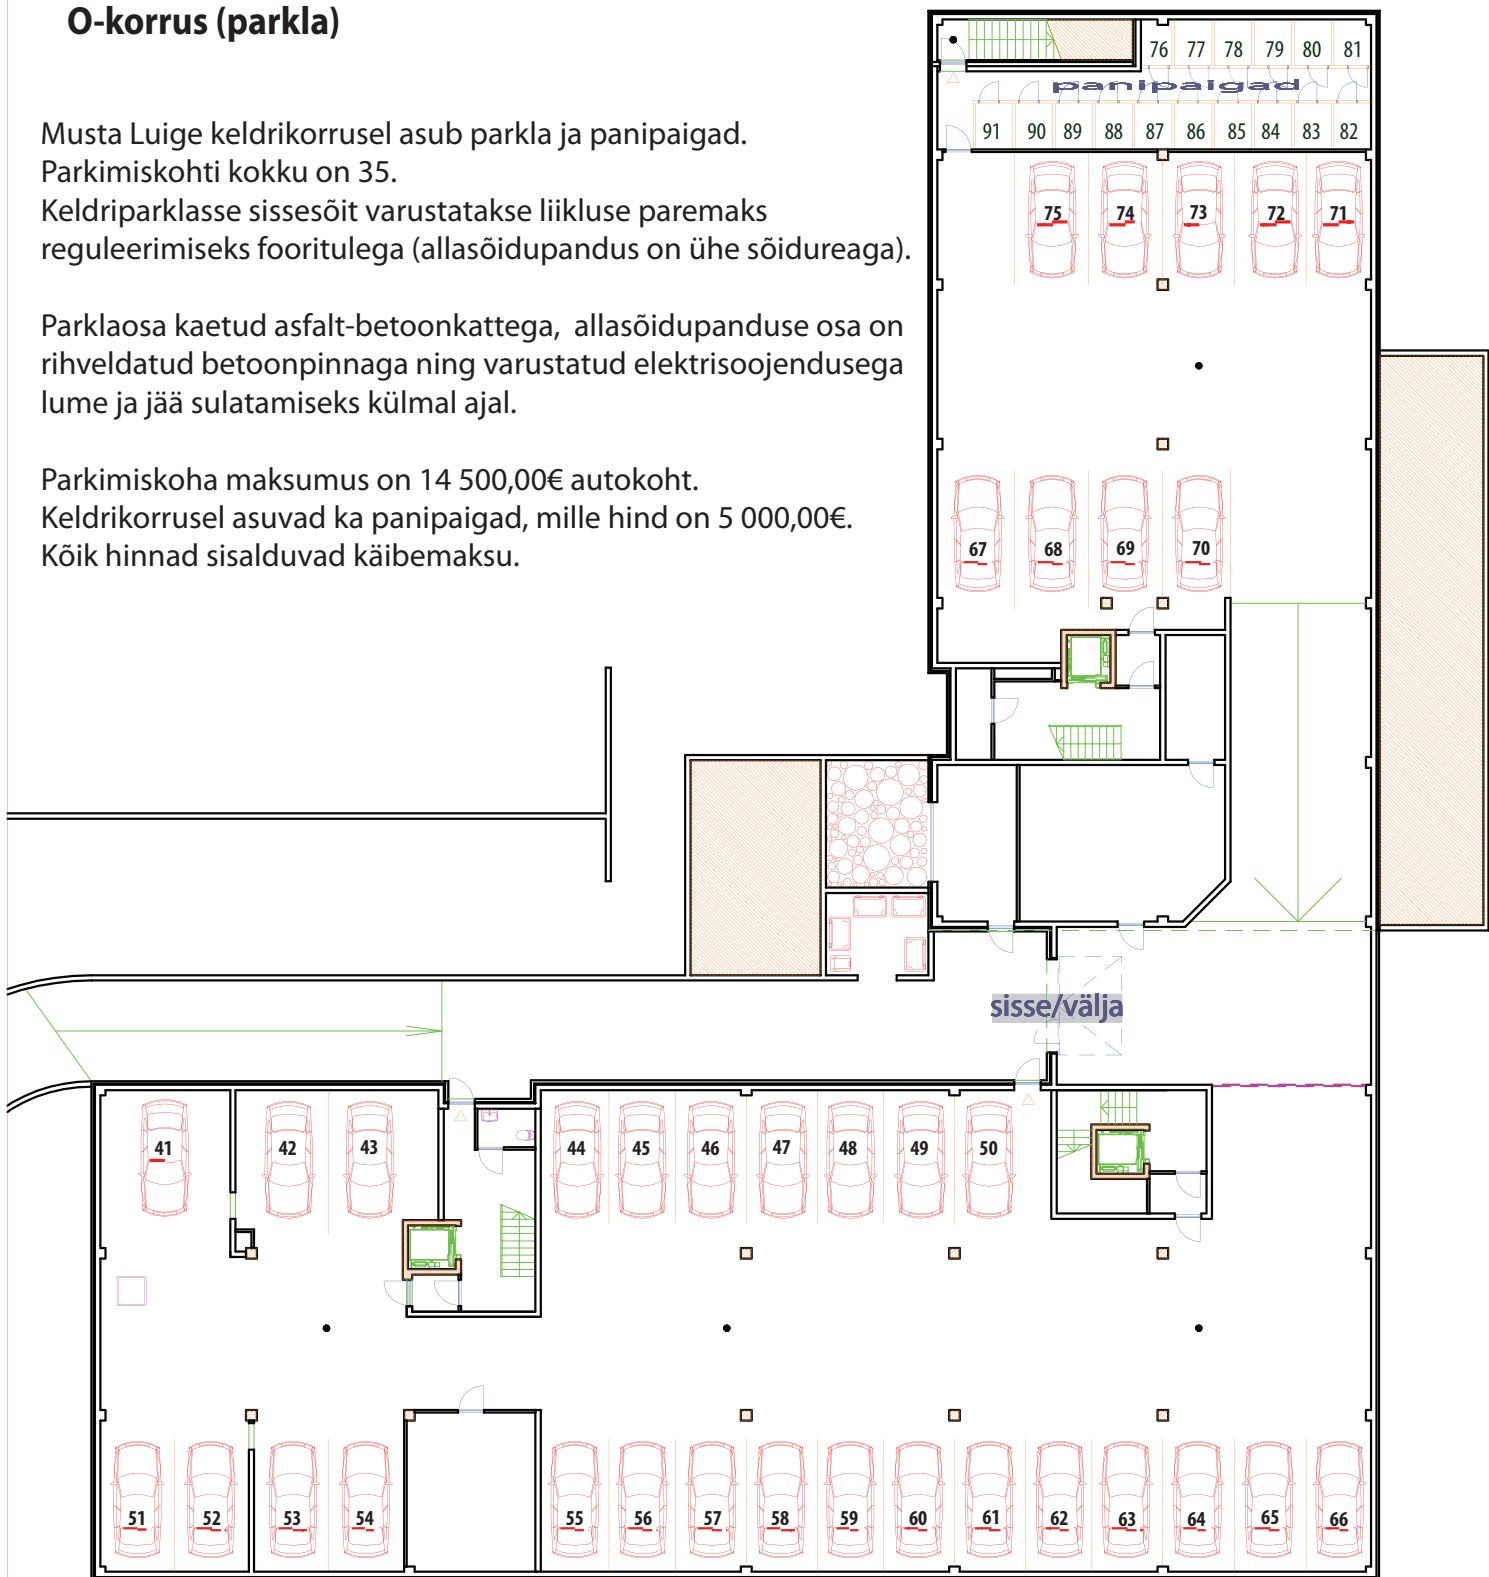 O-korrus (parkla)
Musta Luige keldrikorrusel asub parkla ja panipaigad.
Parkimiskohti kokku on 35.
Keldriparklasse sissesõit varustatakse liikluse paremaks
reguleerimiseks fooritulega (allasõidupandus on ühe sõidureaga).
Parklaosa kaetud asfalt-betoonkattega, allasõidupanduse osa on
rihveldatud betoonpinnaga ning varustatud elektrisoojendusega
lume ja jää sulatamiseks külmal ajal.
Parkimiskoha maksumus on 14 500,00€ autokoht.
Keldrikorrusel asuvad ka panipaigad, mille hind on 5 000,00€.
Kõik hinnad sisalduvad käibemaksu.
76 77 78 79 80 81
panipaigad
91 90 89 88 87 86 85 84 83 82
75 74 73 72 71
67 68 69 70
sisse/välja
41 42 43 44 45 46 47 48 49 50
51 52 53 54 55 56 57 58 59 60 61 62 63 64 65 66